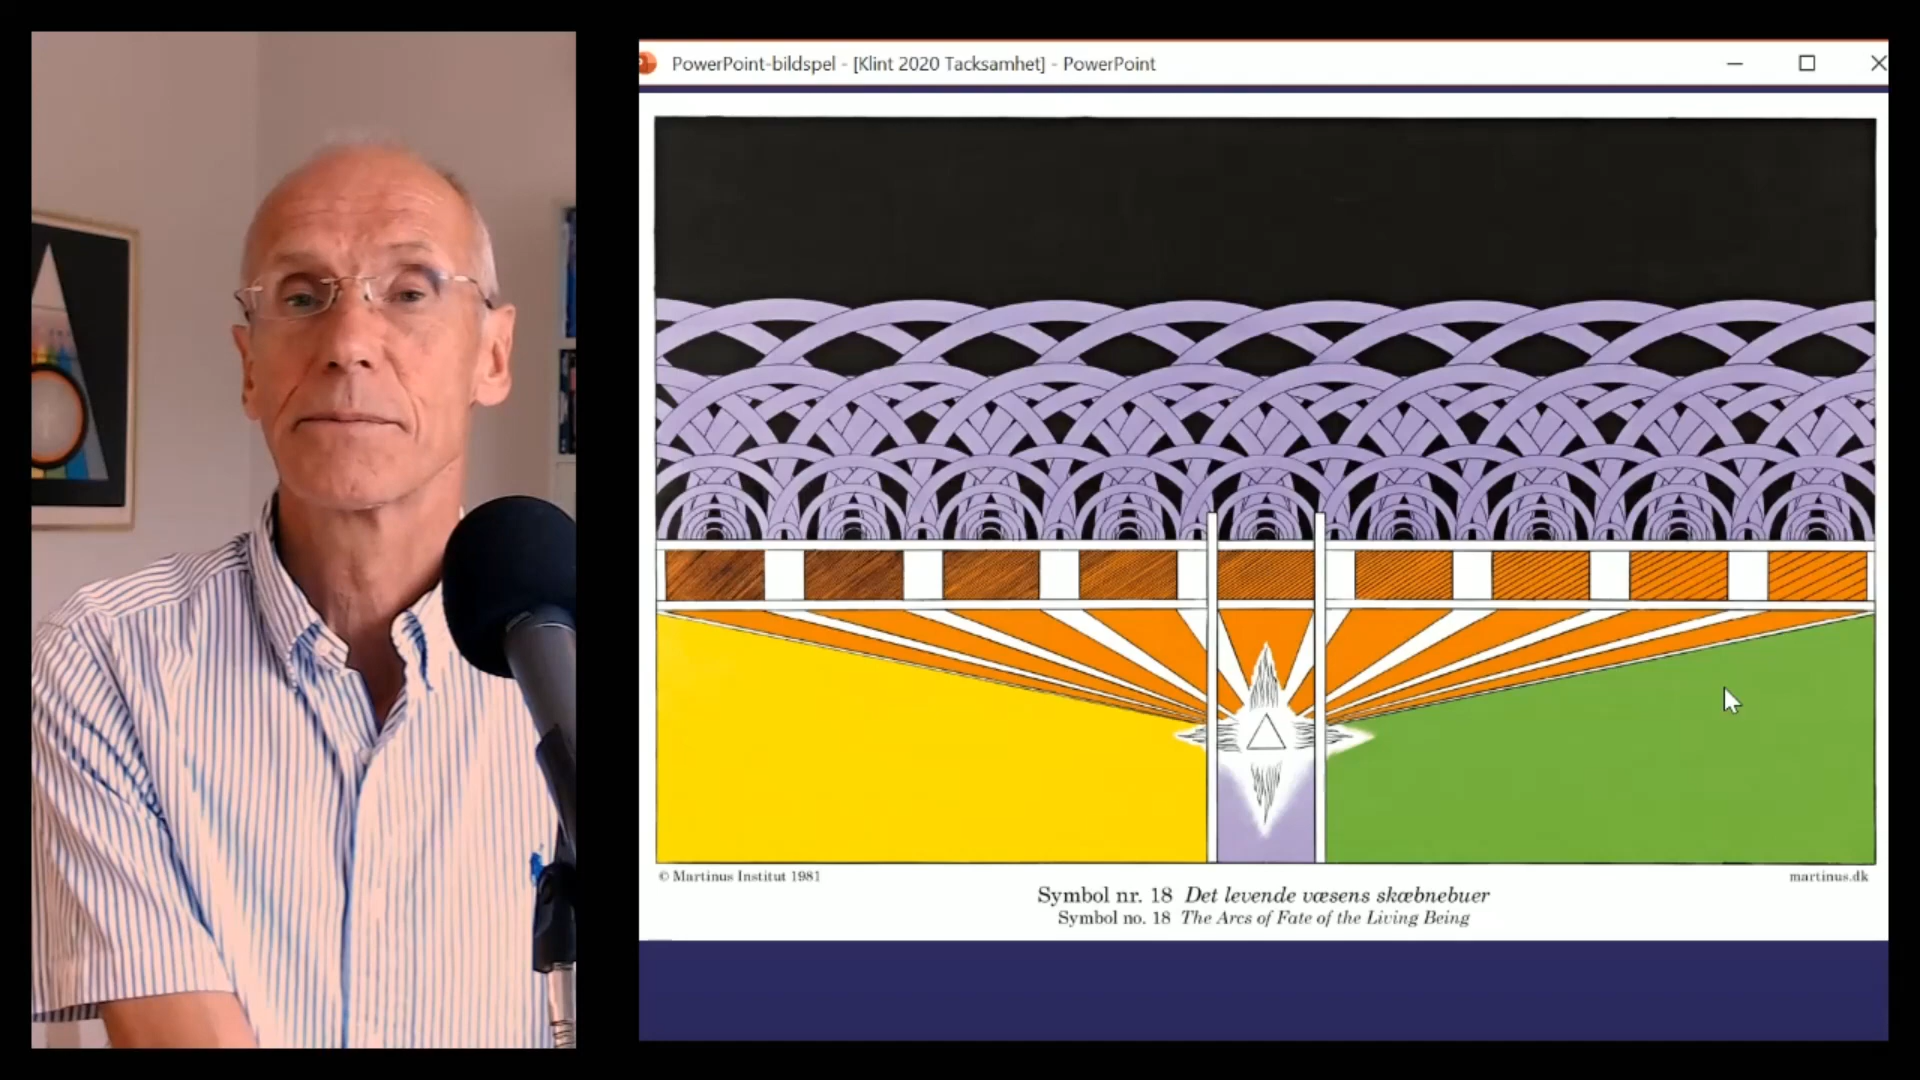 PowerPoint-bildspel - [Klint 2020 Tacksamhet] - PowerPoint
© Martinus Institut 1981
martinus.dk
Symbol nr. 18 Det levende væsens skæbnebuer
Symbol no. 18 The Arcs of Fate of the Living Being